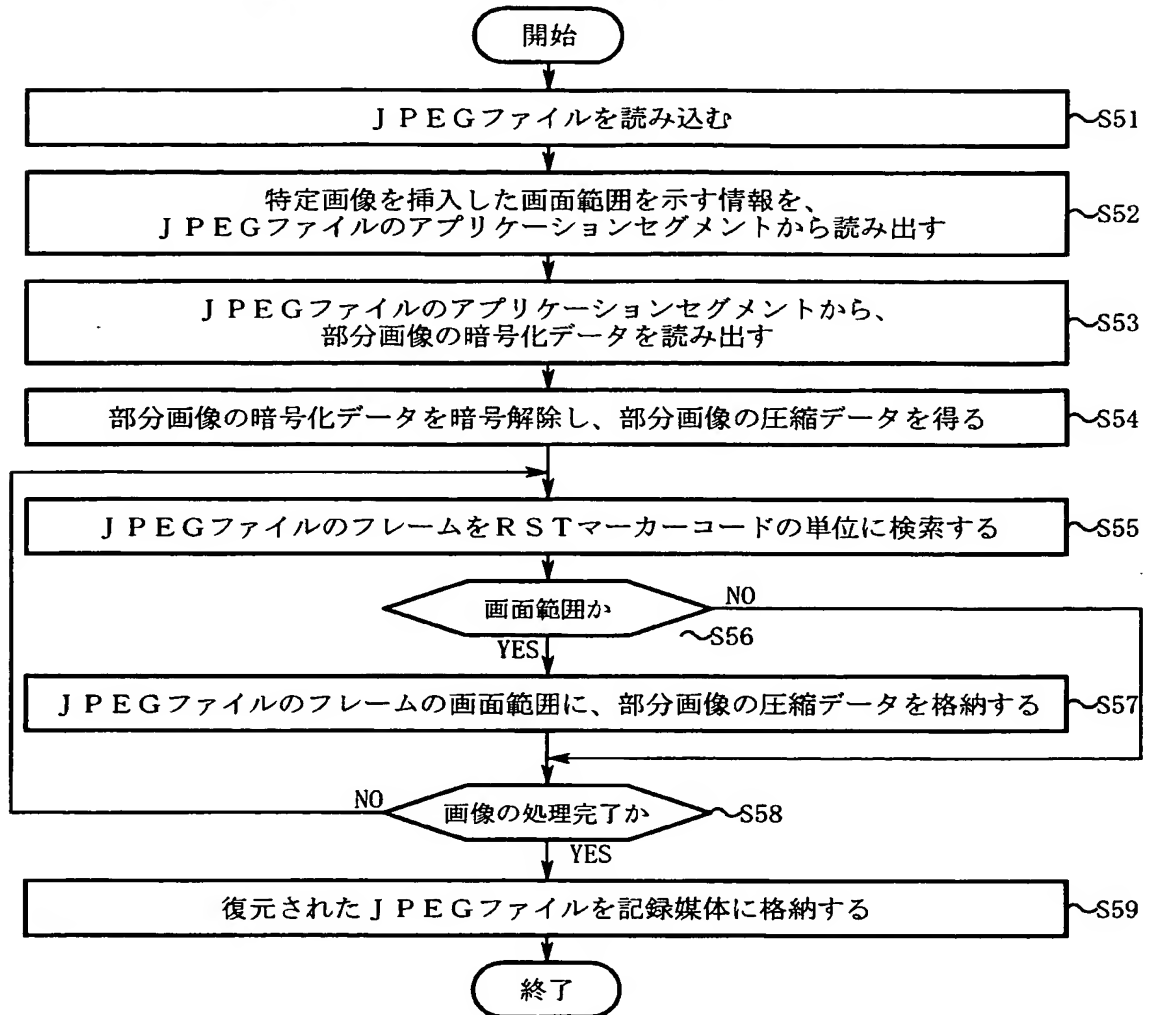 開始
JPEGファイルを読み込む
S51
特定画像を挿入した画面範囲を示す情報を、
JPEGファイルのアプリケーションセグメントから読み出す
S52
JPEGファイルのアプリケーションセグメントから、
部分画像の暗号化データを読み出す
S53
部分画像の暗号化データを暗号解除し、部分画像の圧縮データを得る
S54
JPEGファイルのフレームをRSTマーカーコードの単位に検索する
S55
画面範囲か
NO
S56
YES
JPEGファイルのフレームの画面範囲に、部分画像の圧縮データを格納する
S57
NO
画像の処理完了か
S58
YES
復元されたJPEGファイルを記録媒体に格納する
S59
終了